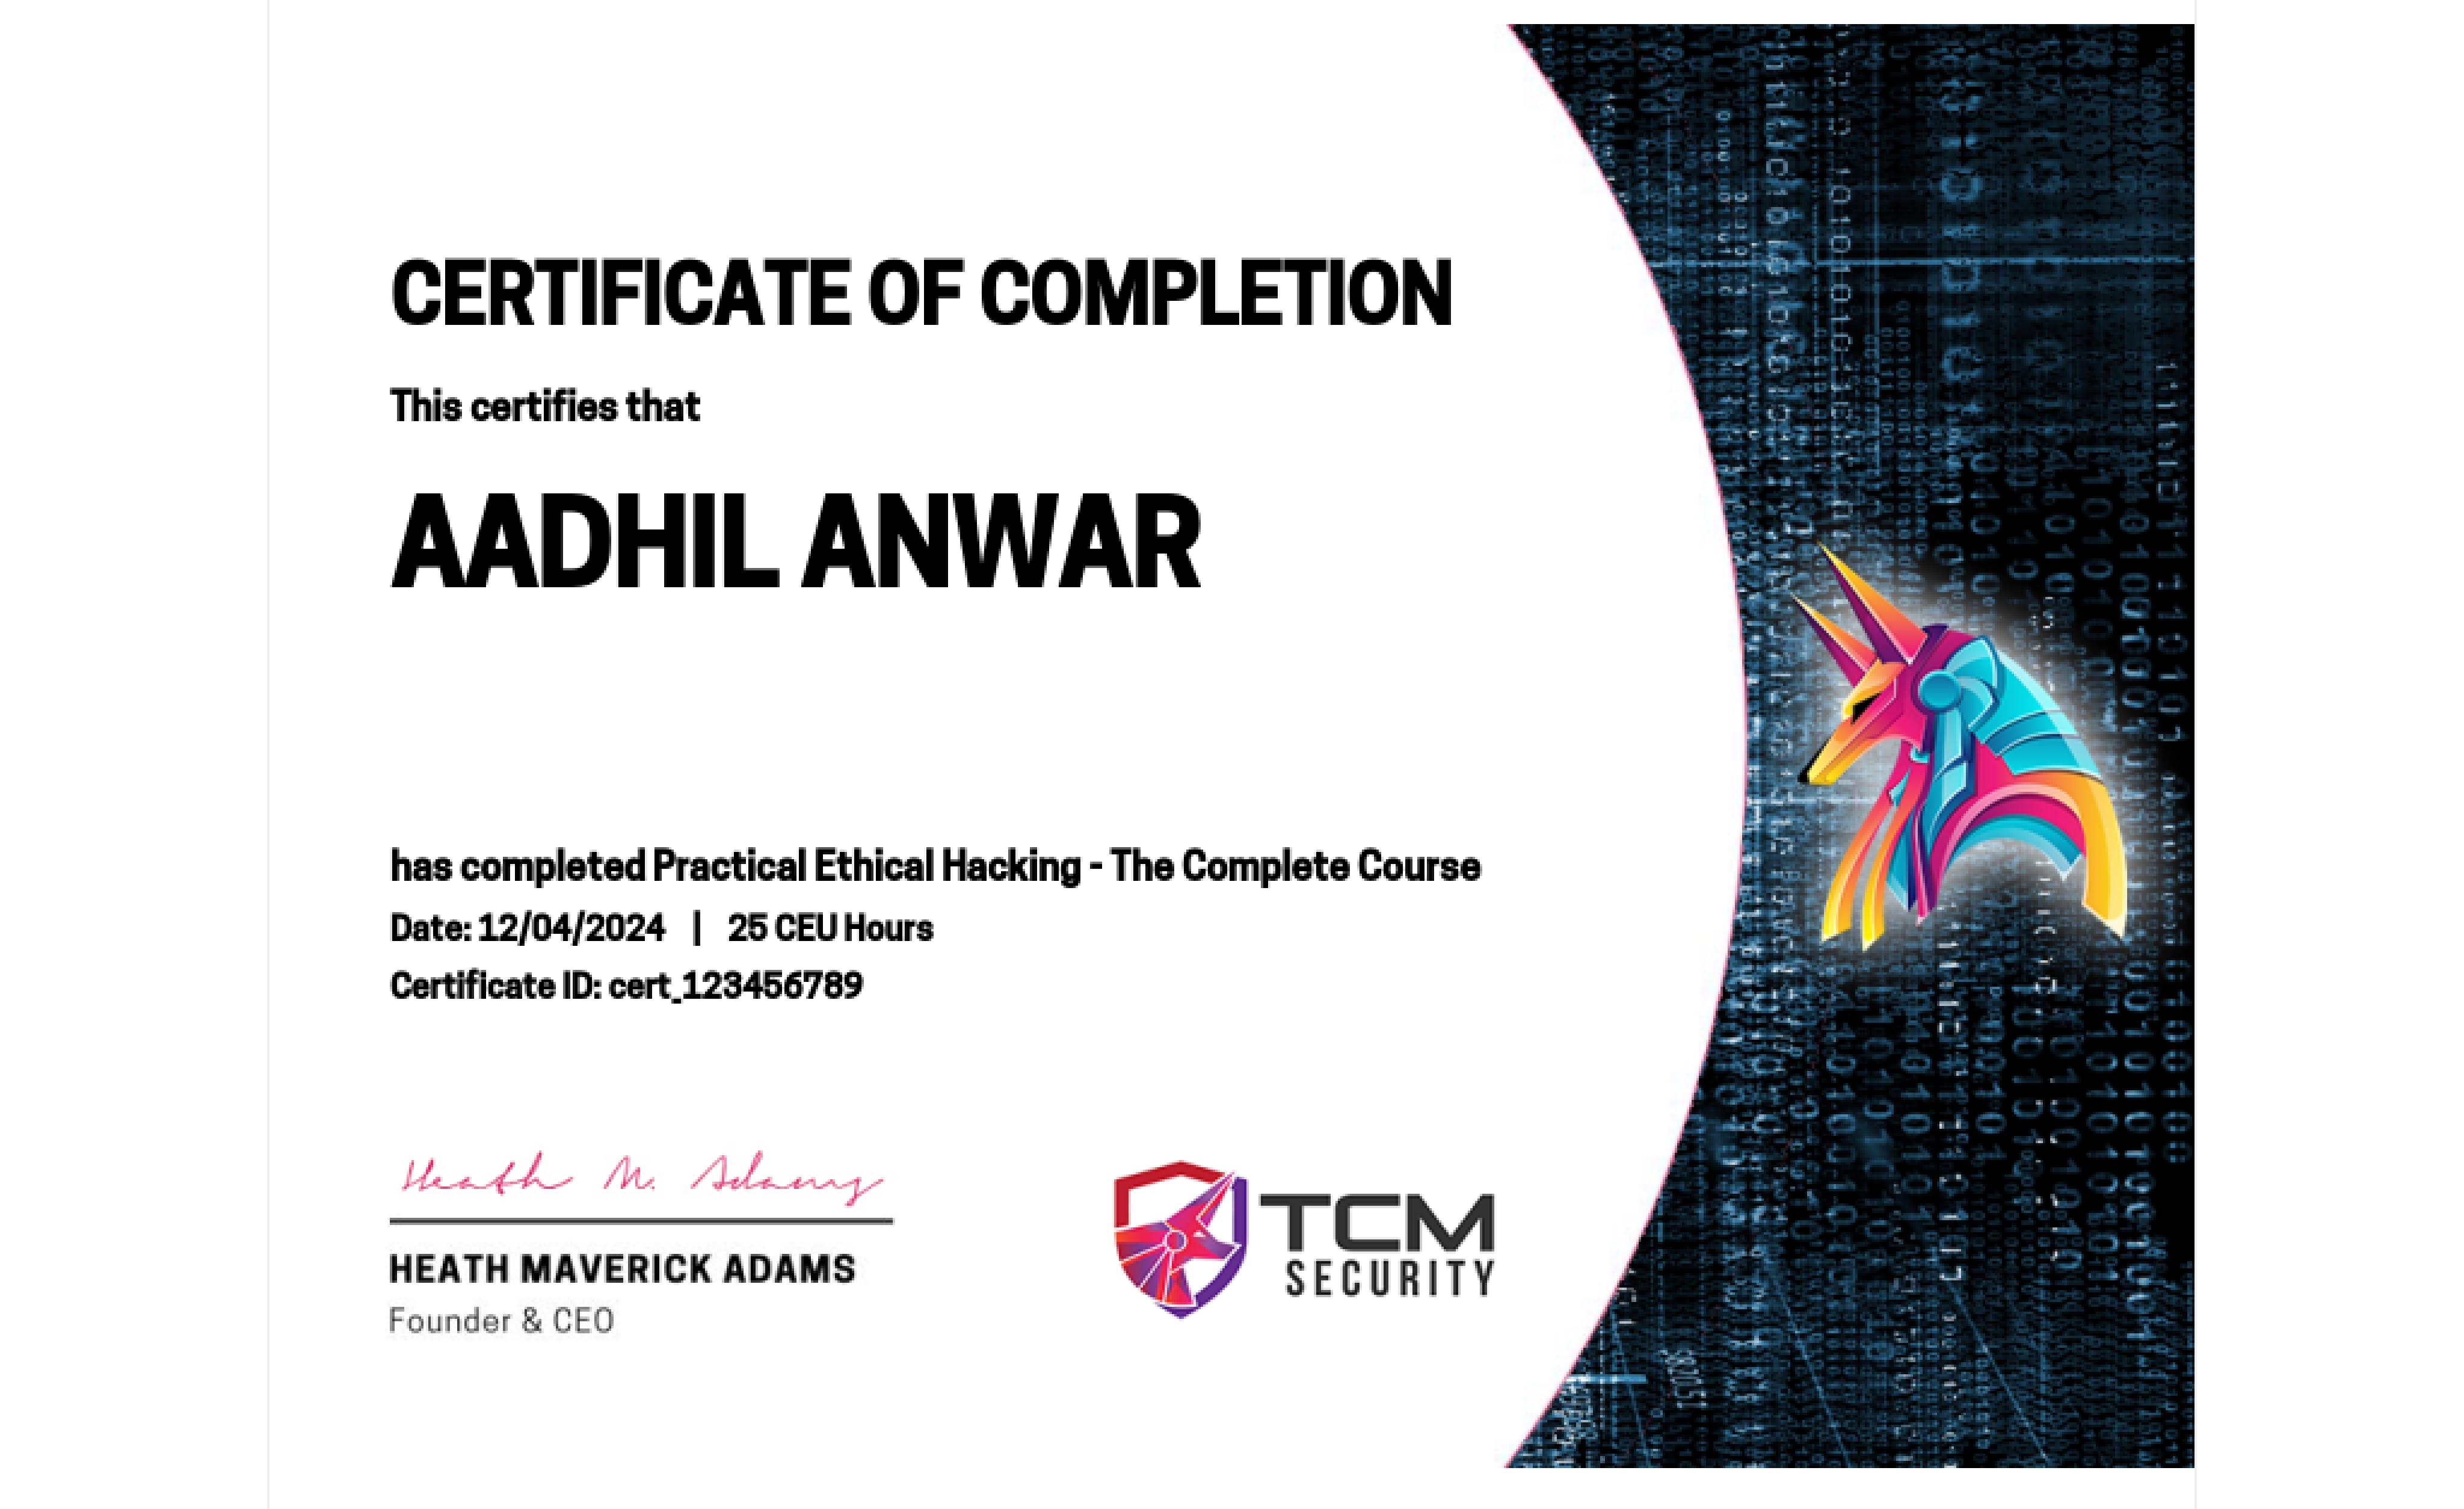 CERTIFICATE OF COMPLETION
This certifies that
AADHIL ANWAR
has completed Practical Ethical Hacking - The Complete Course
Date: 12/04/2024 | 25 CEU Hours
Certificate ID: cert_123456789
Heath M. Adams
HEATH MAVERICK ADAMS
Founder & CEO
TCM
SECURITY